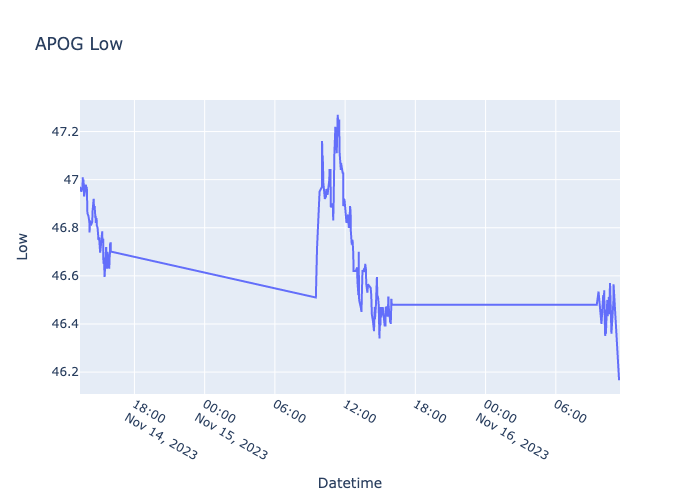 APOG Low
47.2
47
46.8
46.6
46.4
46.2
Low
18:00
Nov 14, 2023
00:00
Nov 15, 2023
06:00
12:00
18:00
00:00
Nov 16, 2023
06:00
Datetime